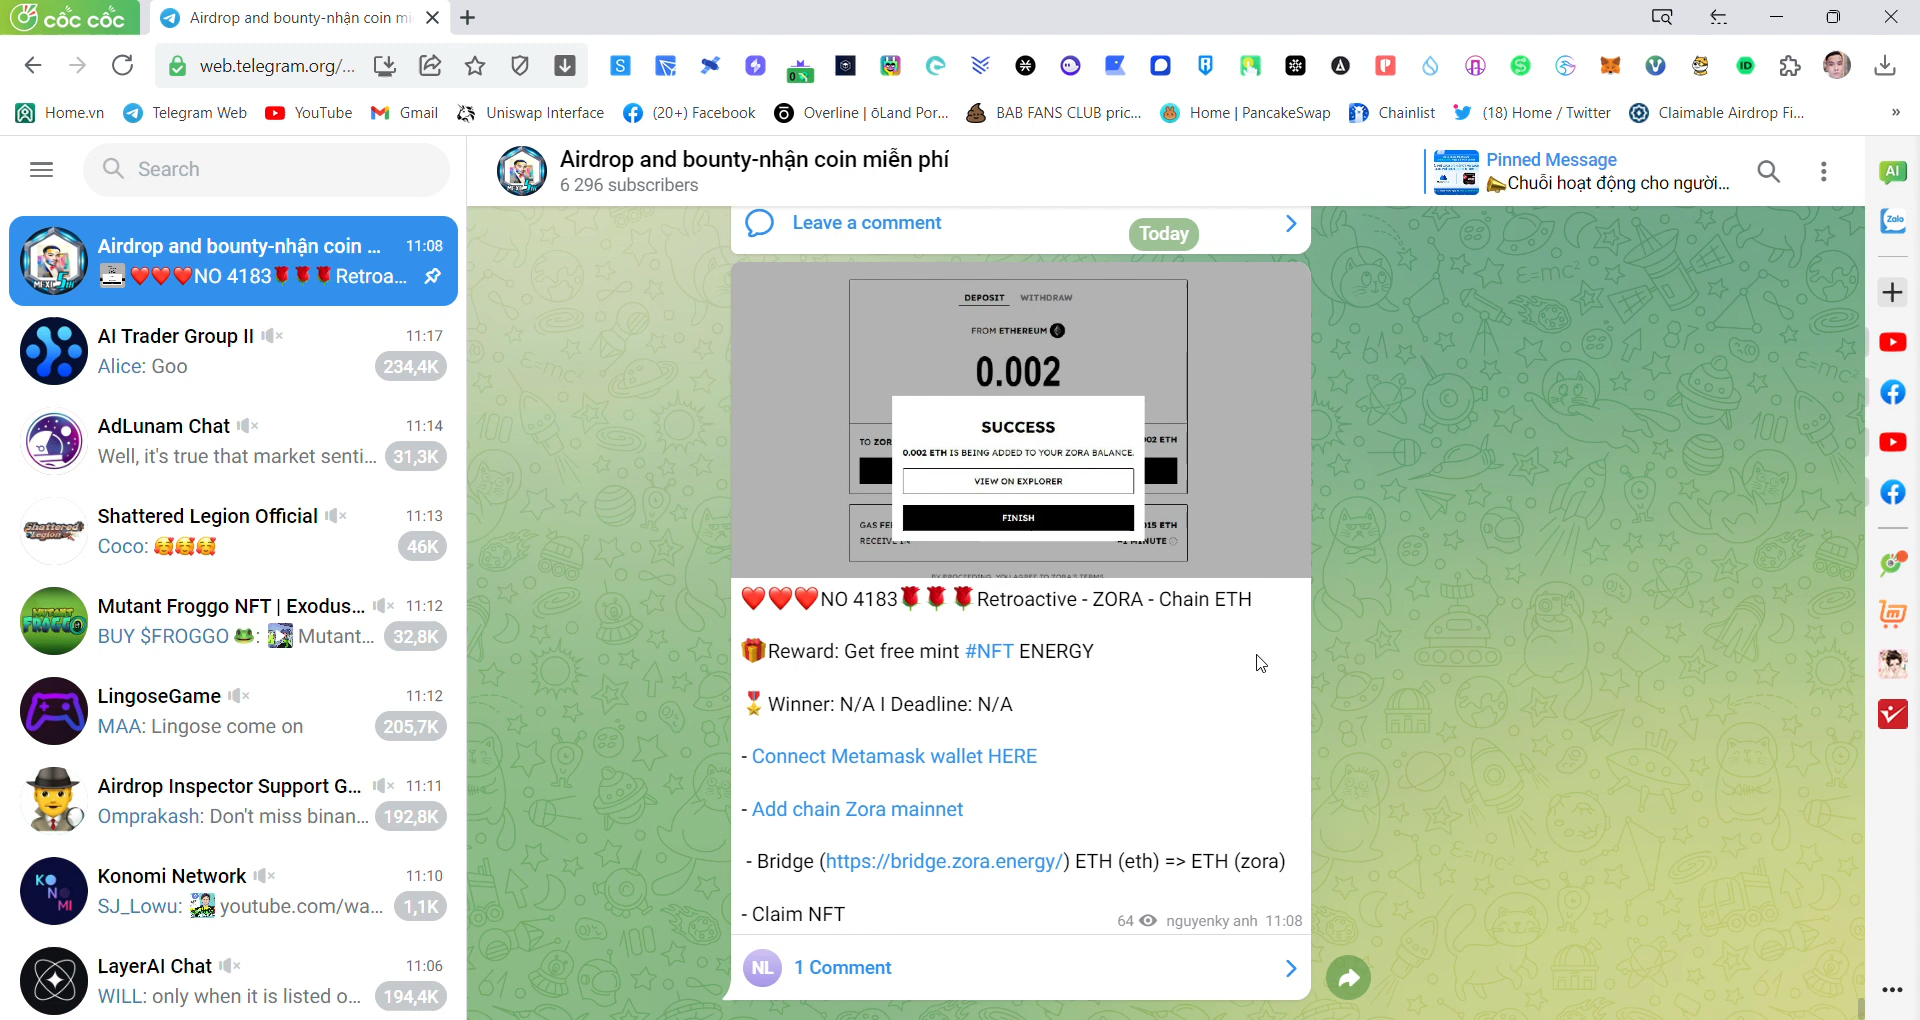 cốc cốc
Airdrop and bounty-nhận coin mi
web.telegram.org/...
Home.vn
Telegram Web
YouTube
Gmail
Uniswap Interface
(20+) Facebook
Overline | ōLand Por...
BAB FANS CLUB pric...
Home | PancakeSwap
Chainlist
(18) Home / Twitter
Claimable Airdrop Fi...
Search
Airdrop and bounty-nhận coin miễn phí
6 296 subscribers
Pinned Message
📣Chuỗi hoạt động cho người...
Airdrop and bounty-nhận coin ... 11:08
❤️❤️❤️NO 4183🌹🌹🌹Retroa...
AI Trader Group II 11:17
Alice: Goo 234,4K
AdLunam Chat 11:14
Well, it's true that market senti... 31,3K
Shattered Legion Official 11:13
Coco: 🥰🥰🥰 46K
Mutant Froggo NFT | Exodus... 11:12
BUY $FROGGO 🐸: Mutant... 32,8K
LingoseGame 11:12
MAA: Lingose come on 205,7K
Airdrop Inspector Support G... 11:11
Omprakash: Don't miss binan... 192,8K
Konomi Network 11:10
SJ_Lowu: youtube.com/wa... 1,1K
LayerAI Chat 11:06
WILL: only when it is listed o... 194,4K
Leave a comment
Today
DEPOSIT WITHDRAW
FROM ETHEREUM
0.002
SUCCESS
0.002 ETH IS BEING ADDED TO YOUR ZORA BALANCE.
VIEW ON EXPLORER
FINISH
BY PROCEEDING, YOU AGREE TO ZORA'S TERMS
❤️❤️❤️NO 4183🌹🌹🌹Retroactive - ZORA - Chain ETH
🎁Reward: Get free mint #NFT ENERGY
🎖Winner: N/A I Deadline: N/A
- Connect Metamask wallet HERE
- Add chain Zora mainnet
- Bridge (https://bridge.zora.energy/) ETH (eth) => ETH (zora)
- Claim NFT
64 nguyenky anh 11:08
NL 1 Comment
AI
Zalo